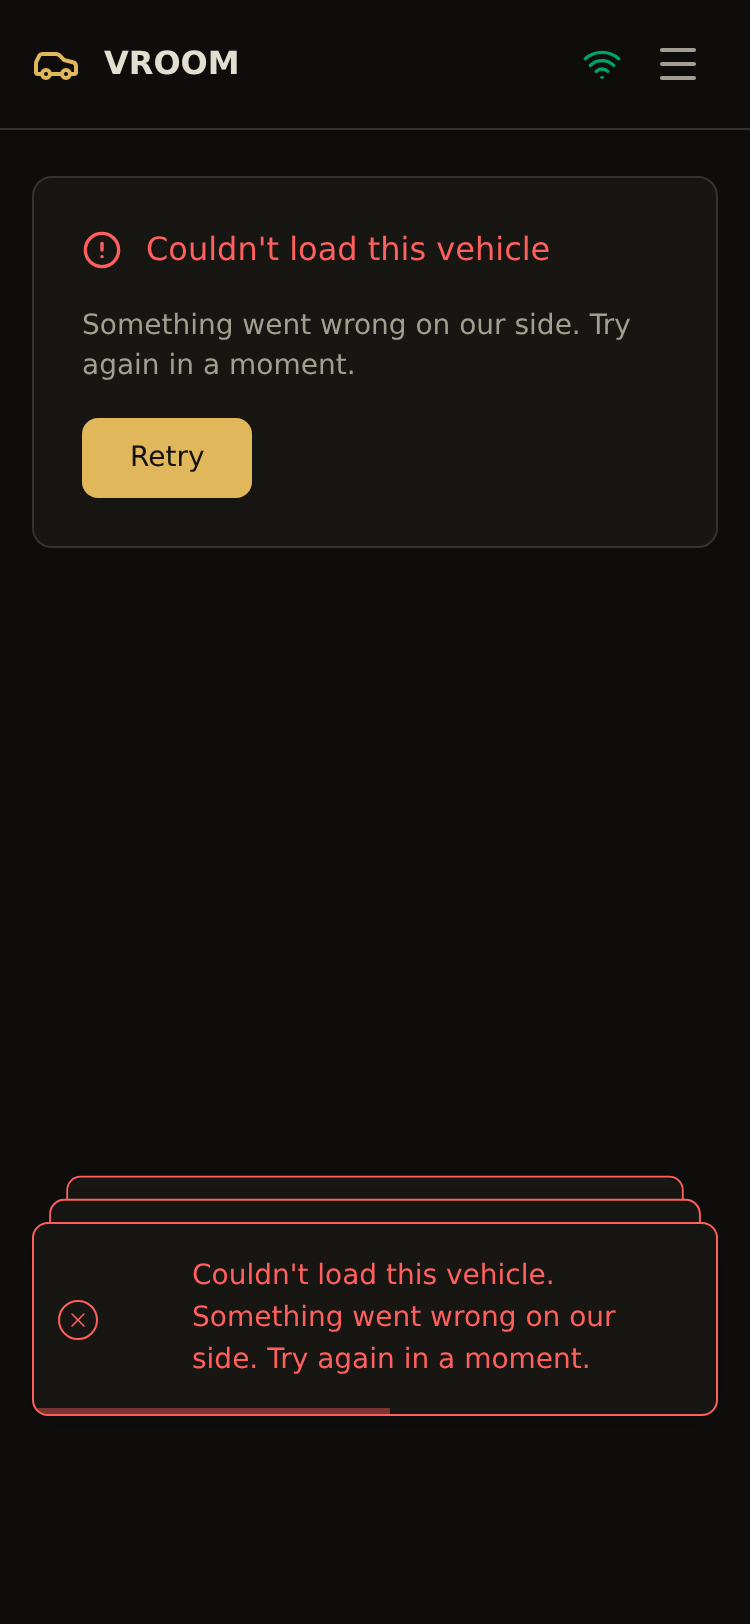 VROOM
Couldn't load this vehicle
Something went wrong on our side. Try
again in a moment.
Retry
Couldn't load this vehicle.
Something went wrong on our
side. Try again in a moment.